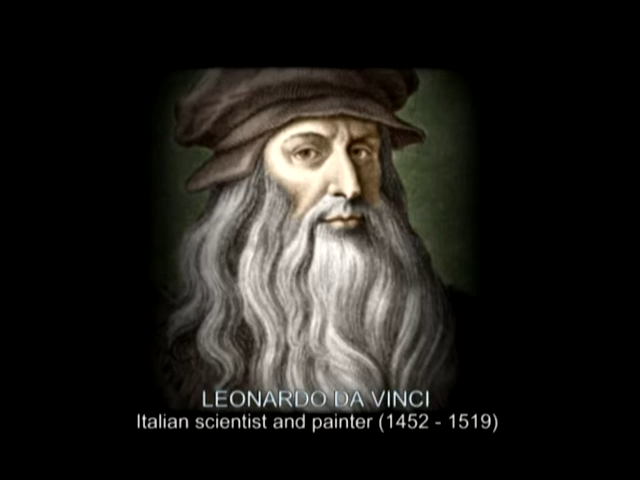 LEONARDO DA VINCI
Italian scientist and painter (1452 - 1519)